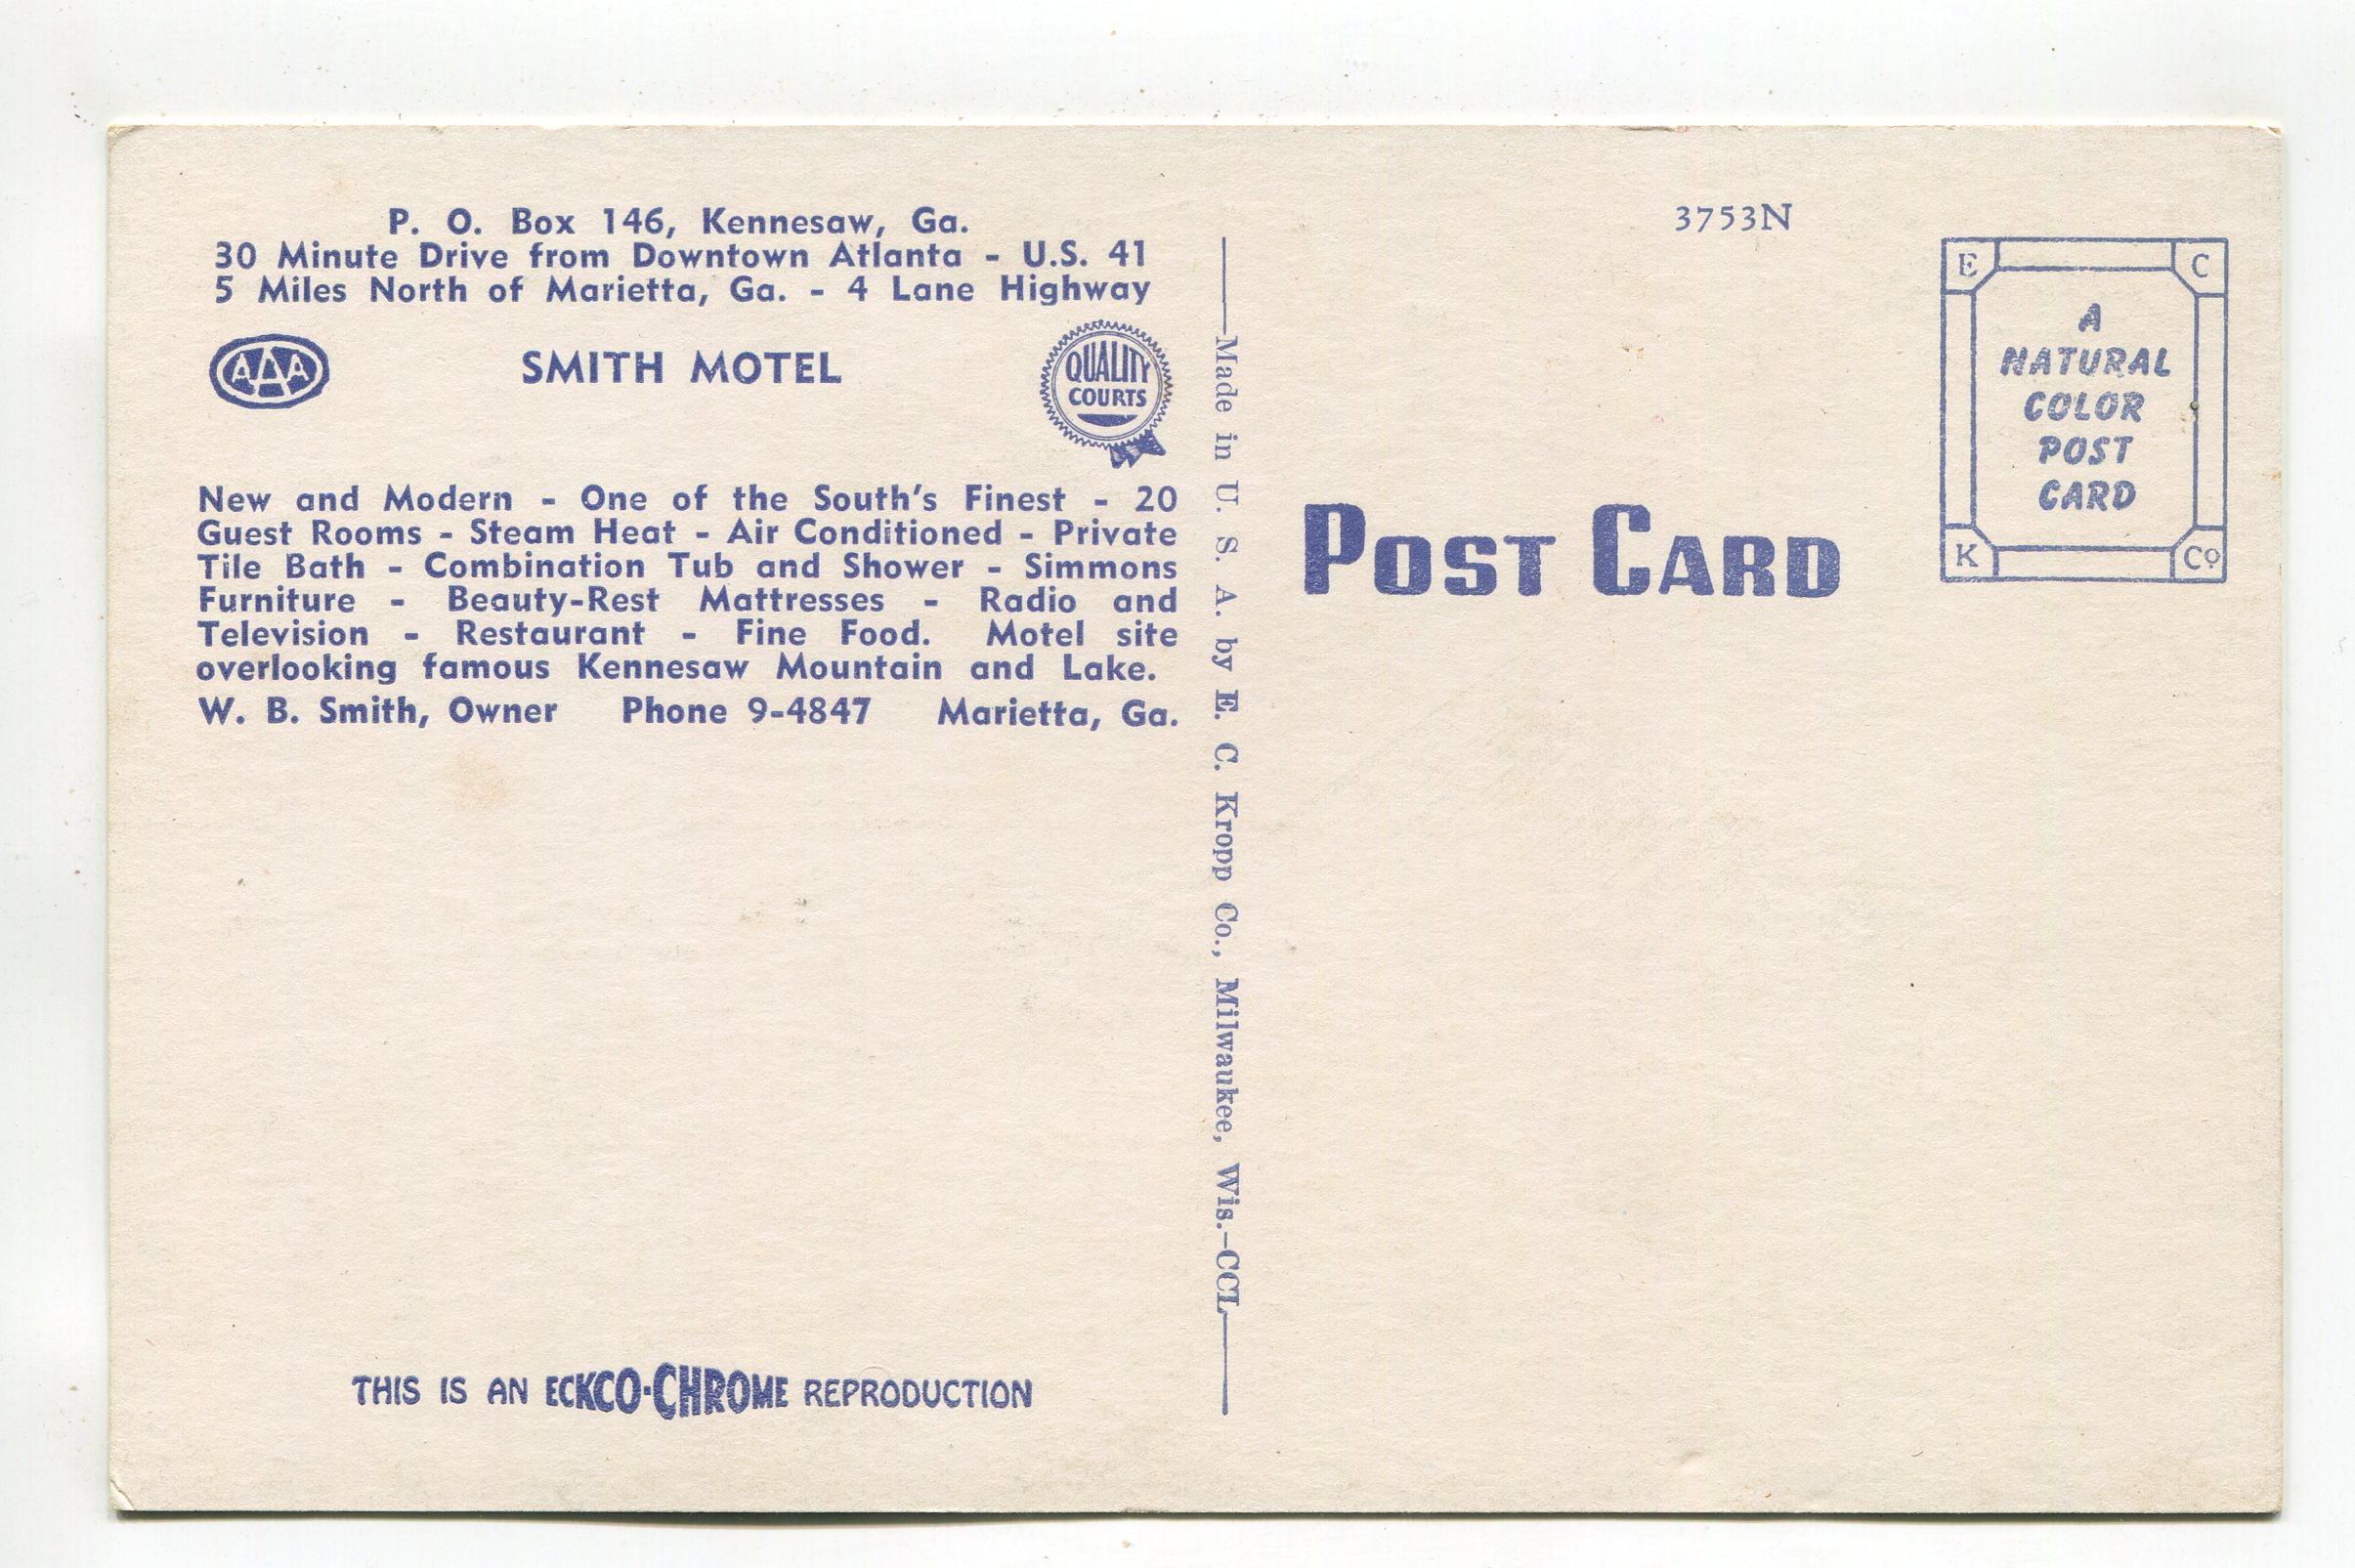 P. O. Box 146, Kennesaw, Ga.
30 Minute Drive from Downtown Atlanta - U.S. 41
5 Miles North of Marietta, Ga. - 4 Lane Highway
AAA
SMITH MOTEL
QUALITY
COURTS
New and Modern - One of the South's Finest - 20
Guest Rooms - Steam Heat - Air Conditioned - Private
Tile Bath - Combination Tub and Shower - Simmons
Furniture - Beauty-Rest Mattresses - Radio and
Television - Restaurant - Fine Food. Motel site
overlooking famous Kennesaw Mountain and Lake.
W. B. Smith, Owner Phone 9-4847 Marietta, Ga.
THIS IS AN ECKCO-CHROME REPRODUCTION
Made in U. S. A. by E. C. Kropp Co., Milwaukee, Wis.-CCL
3753N
POST CARD
E C
A
NATURAL
COLOR
POST
CARD
K Co